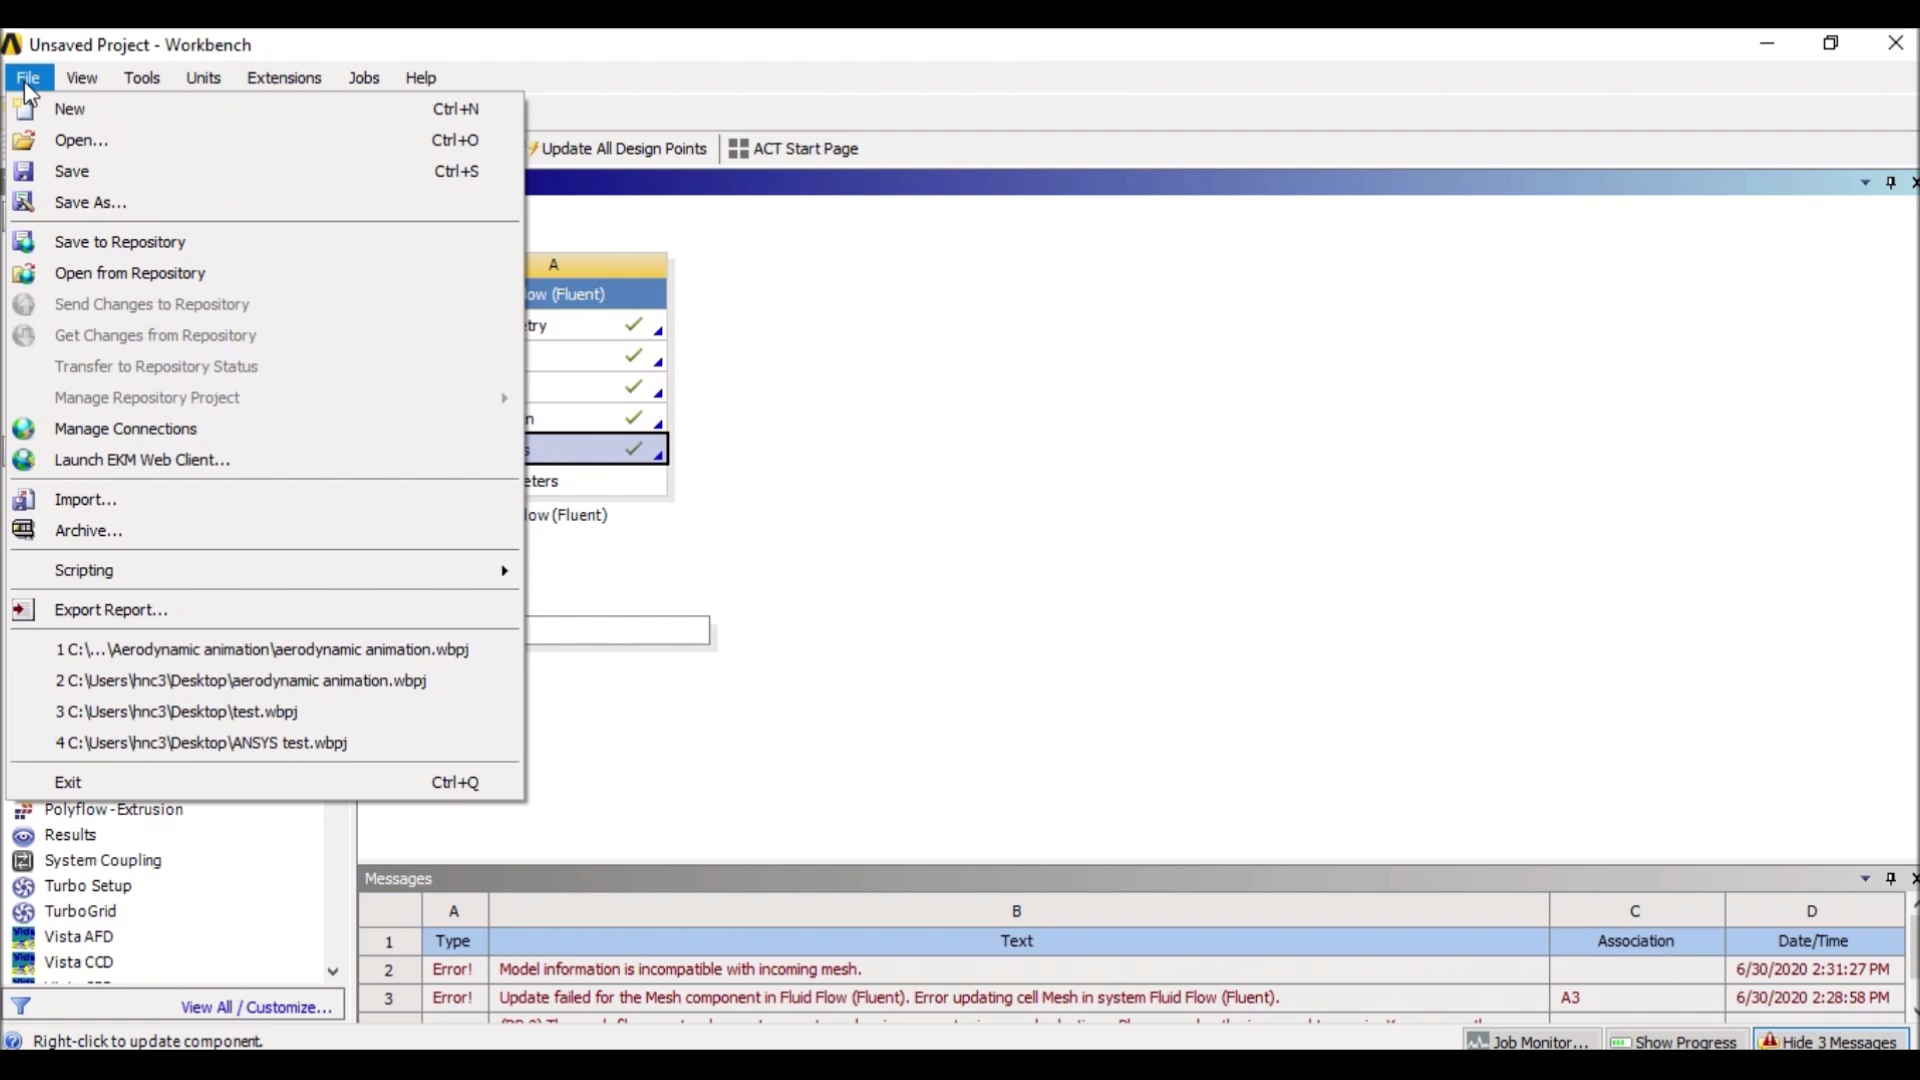 Unsaved Project - Workbench
File View Tools Units Extensions Jobs Help
New Ctrl+N
Open... Ctrl+O
Update All Design Points ACT Start Page
Save Ctrl+S
Save As...
Save to Repository
Open from Repository
Send Changes to Repository
Get Changes from Repository
Transfer to Repository Status
Manage Repository Project
Manage Connections
Launch EKM Web Client...
Import...
Archive...
Scripting
Export Report...
1 C:\...\Aerodynamic animation\aerodynamic animation.wbpj
2 C:\Users\hnc3\Desktop\aerodynamic animation.wbpj
3 C:\Users\hnc3\Desktop\test.wbpj
4 C:\Users\hnc3\Desktop\ANSYS test.wbpj
Exit Ctrl+Q
A
low (Fluent)
try
n
s
eters
low (Fluent)
Polyflow - Extrusion
Results
System Coupling
Turbo Setup
TurboGrid
Vista AFD
Vista CCD
View All / Customize...
Messages
A B C D
1 Type Text Association Date/Time
2 Error! Model information is incompatible with incoming mesh. 6/30/2020 2:31:27 PM
3 Error! Update failed for the Mesh component in Fluid Flow (Fluent). Error updating cell Mesh in system Fluid Flow (Fluent). A3 6/30/2020 2:28:58 PM
Right-click to update component.
Job Monitor... Show Progress Hide 3 Messages